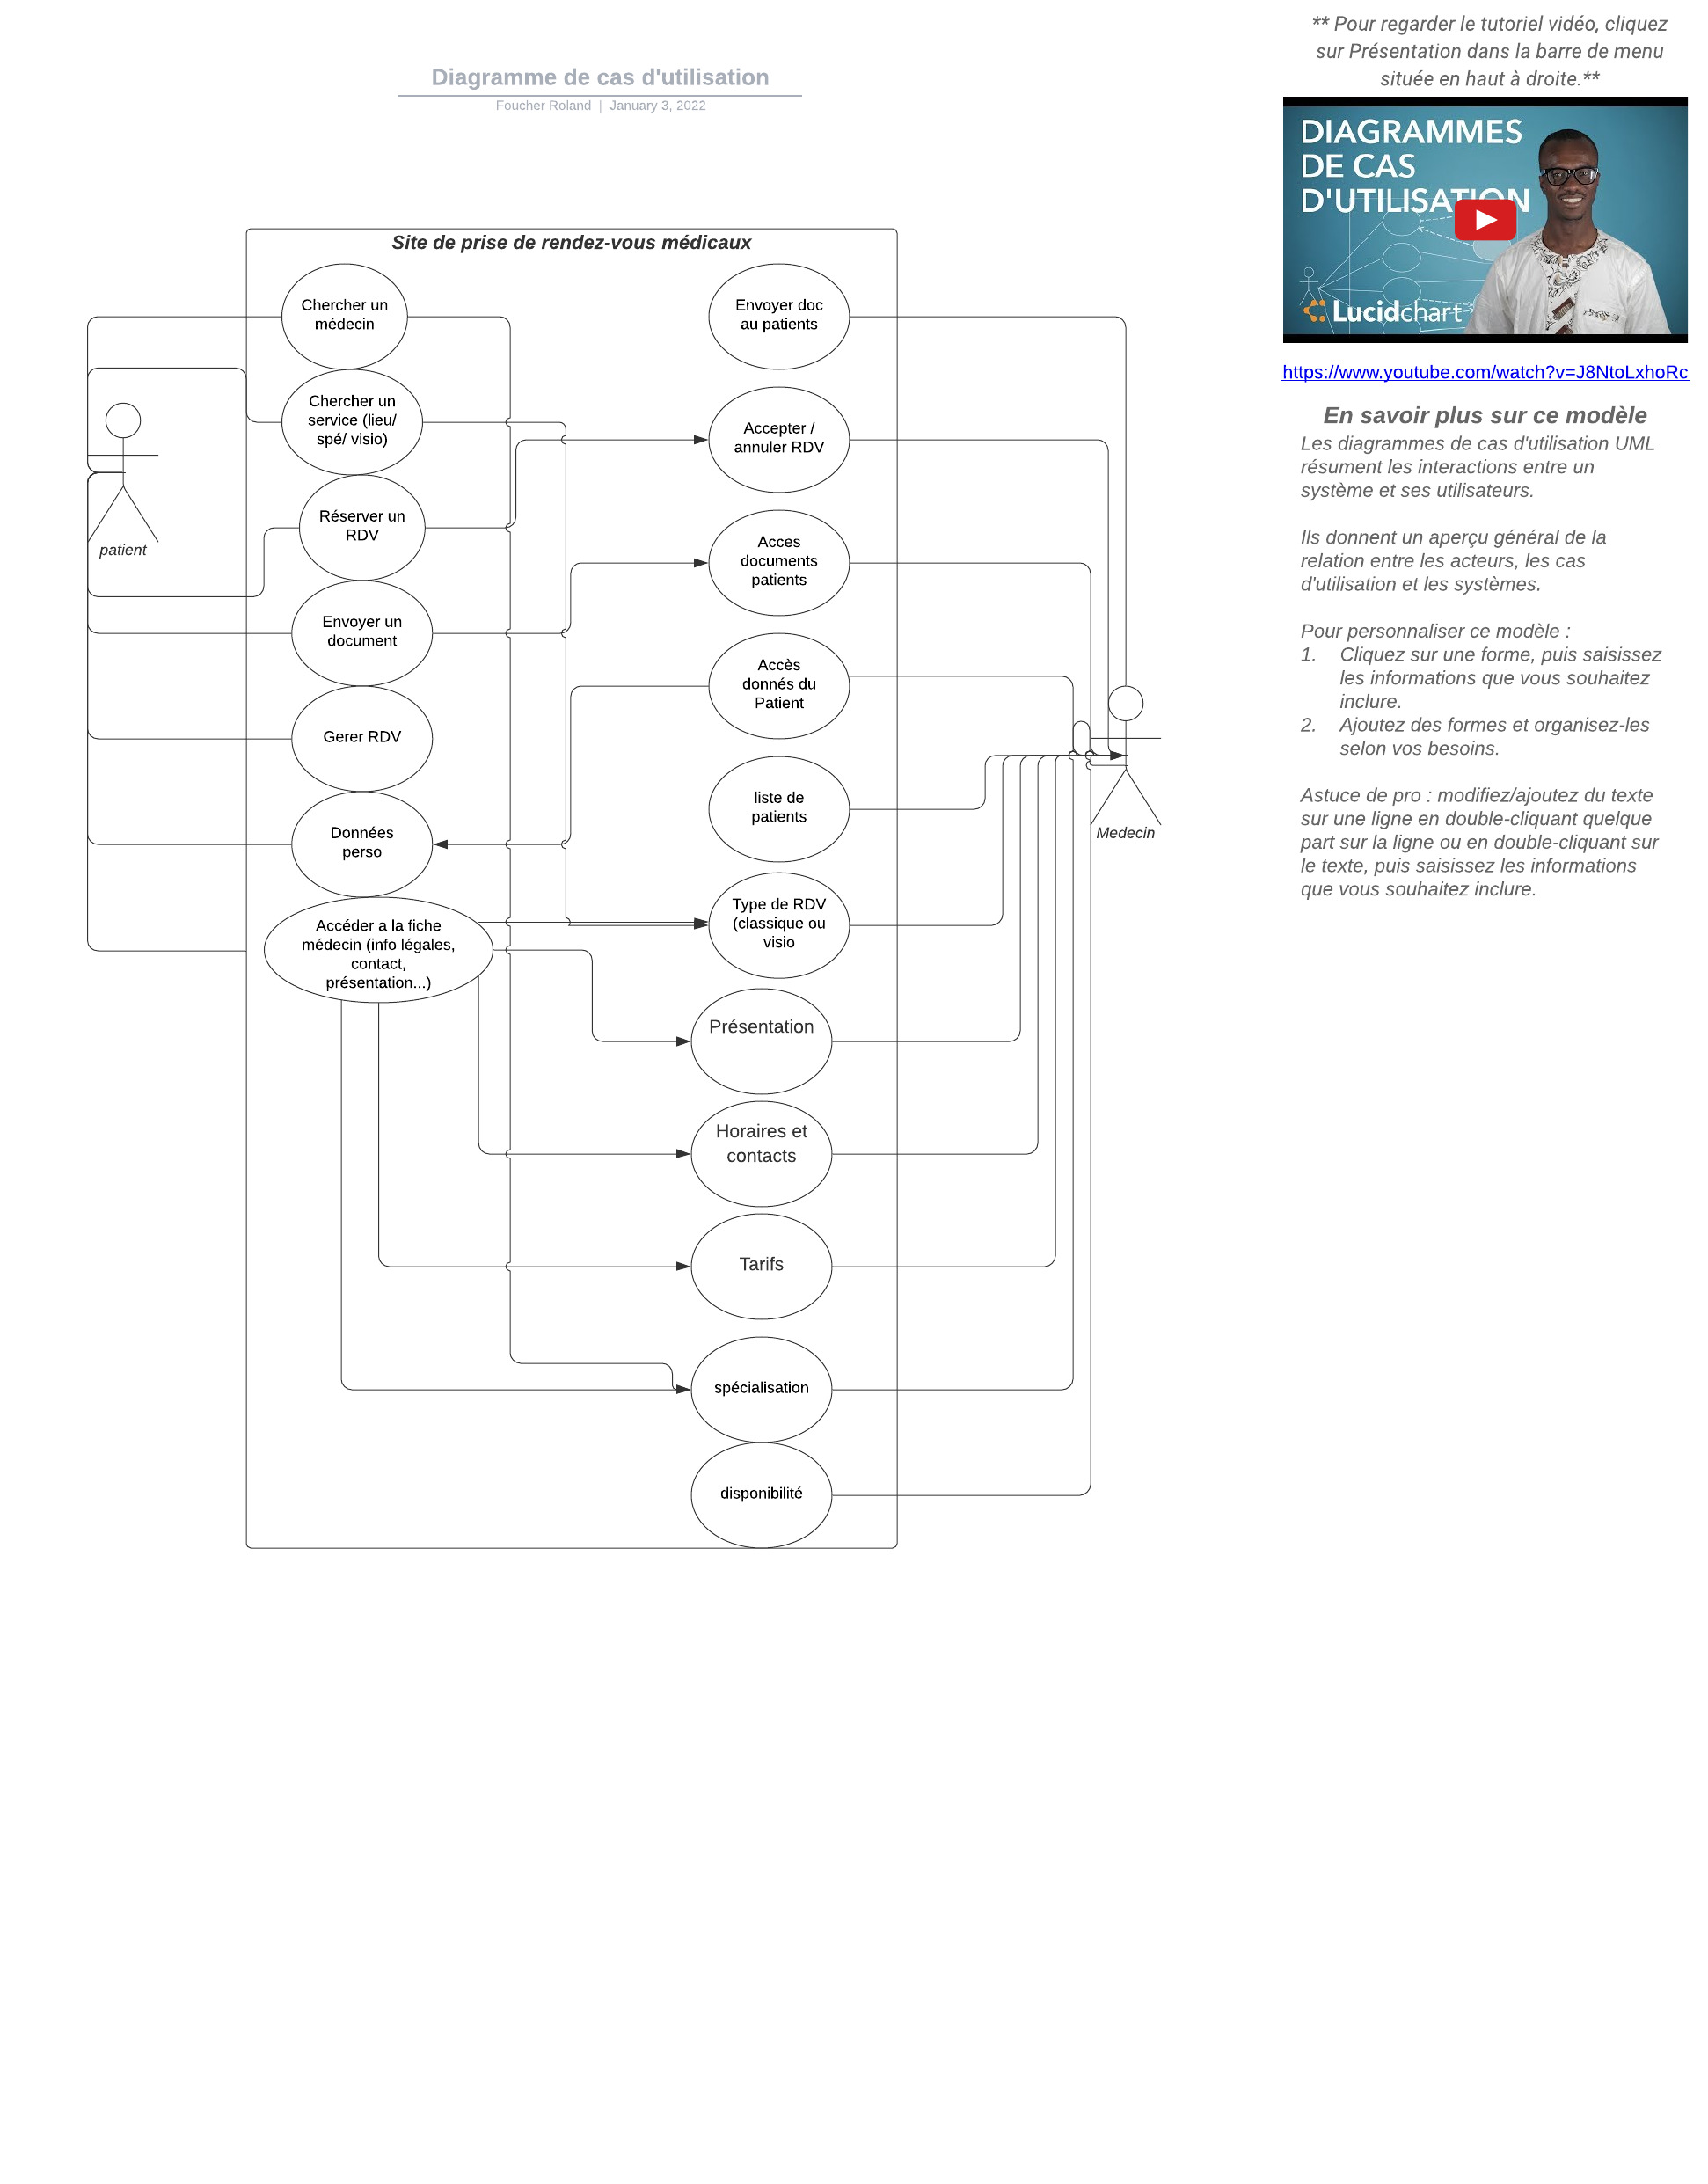 ** Pour regarder le tutoriel vidéo, cliquez
sur Présentation dans la barre de menu
située en haut à droite.**
Diagramme de cas d'utilisation
Foucher Roland | January 3, 2022
DIAGRAMMES
DE CAS
D'UTILISATION
Lucidchart
https://www.youtube.com/watch?v=J8NtoLxhoRc
En savoir plus sur ce modèle
Les diagrammes de cas d'utilisation UML
résument les interactions entre un
système et ses utilisateurs.
Ils donnent un aperçu général de la
relation entre les acteurs, les cas
d'utilisation et les systèmes.
Pour personnaliser ce modèle :
1. Cliquez sur une forme, puis saisissez
les informations que vous souhaitez
inclure.
2. Ajoutez des formes et organisez-les
selon vos besoins.
Astuce de pro : modifiez/ajoutez du texte
sur une ligne en double-cliquant quelque
part sur la ligne ou en double-cliquant sur
le texte, puis saisissez les informations
que vous souhaitez inclure.
Site de prise de rendez-vous médicaux
Chercher un
médecin
Chercher un
service (lieu/
spé/ visio)
Réserver un
RDV
patient
Envoyer un
document
Gerer RDV
Données
perso
Accéder a la fiche
médecin (info légales,
contact,
présentation...)
Envoyer doc
au patients
Accepter /
annuler RDV
Acces
documents
patients
Accès
donnés du
Patient
liste de
patients
Medecin
Type de RDV
(classique ou
visio
Présentation
Horaires et
contacts
Tarifs
spécialisation
disponibilité